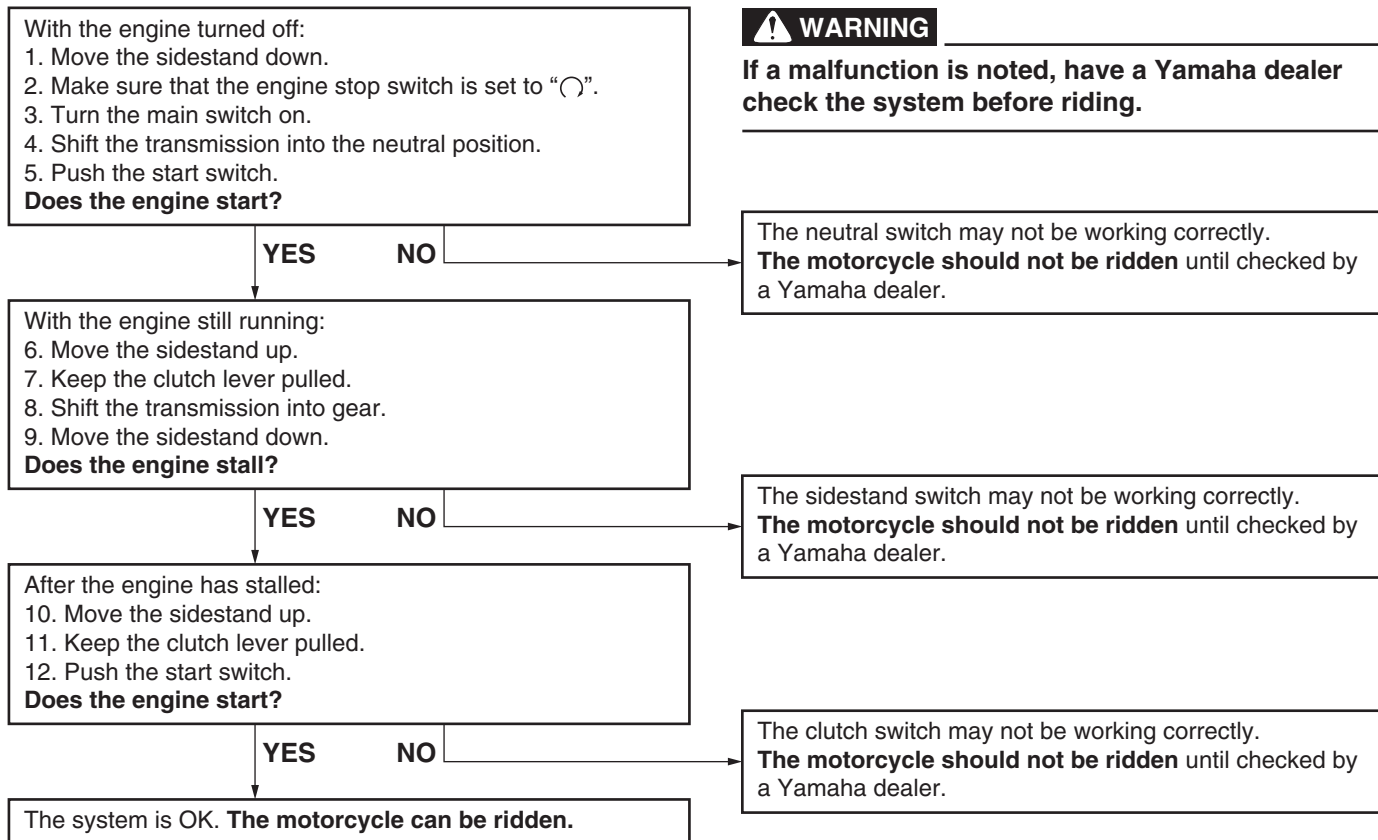 With the engine turned off:
1. Move the sidestand down.
2. Make sure that the engine stop switch is set to “○”.
3. Turn the main switch on.
4. Shift the transmission into the neutral position.
5. Push the start switch.
Does the engine start?
WARNING
If a malfunction is noted, have a Yamaha dealer
check the system before riding.
YES NO
The neutral switch may not be working correctly.
The motorcycle should not be ridden until checked by
a Yamaha dealer.
With the engine still running:
6. Move the sidestand up.
7. Keep the clutch lever pulled.
8. Shift the transmission into gear.
9. Move the sidestand down.
Does the engine stall?
YES NO
The sidestand switch may not be working correctly.
The motorcycle should not be ridden until checked by
a Yamaha dealer.
After the engine has stalled:
10. Move the sidestand up.
11. Keep the clutch lever pulled.
12. Push the start switch.
Does the engine start?
YES NO
The clutch switch may not be working correctly.
The motorcycle should not be ridden until checked by
a Yamaha dealer.
The system is OK. The motorcycle can be ridden.